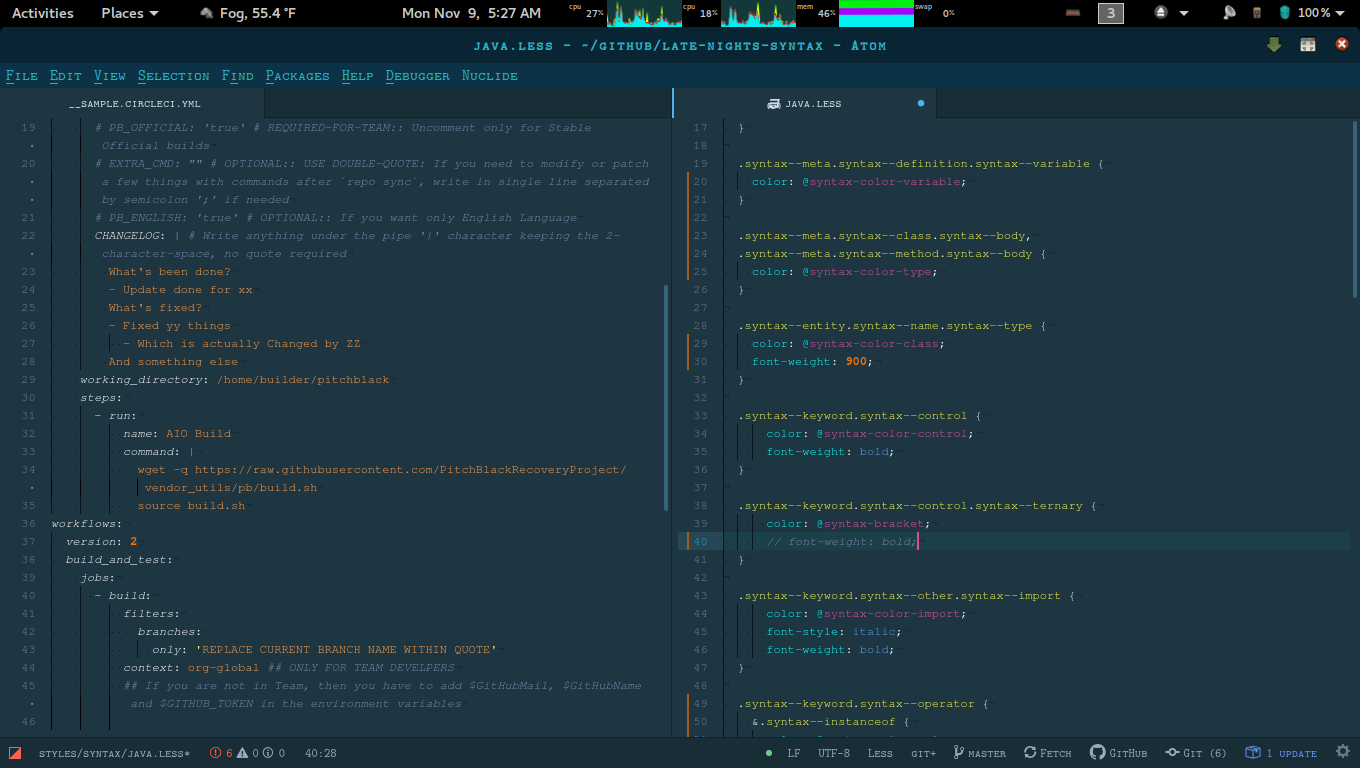 Activities Places Fog, 55.4 °F Mon Nov 9, 5:27 AM cpu 27% cpu 18% mem 46% swap 0% 3 100%
java.less - ~/github/late-nights-syntax - Atom
File Edit View Selection Find Packages Help Debugger Nuclide
__sample.circleci.yml
19 # PB_OFFICIAL: 'true' # REQUIRED-FOR-TEAM:: Uncomment only for Stable
Official builds
20 # EXTRA_CMD: "" # OPTIONAL:: USE DOUBLE-QUOTE: If you need to modify or patch
a few things with commands after `repo sync`, write in single line separated
by semicolon ';' if needed
21 # PB_ENGLISH: 'true' # OPTIONAL:: If you want only English Language
22 CHANGELOG: | # Write anything under the pipe '|' character keeping the 2-
character-space, no quote required
23 What's been done?
24 - Update done for xx
25 What's fixed?
26 - Fixed yy things
27 - Which is actually Changed by ZZ
28 And something else
29 working_directory: /home/builder/pitchblack
30 steps:
31 - run:
32 name: AIO Build
33 command: |
34 wget -q https://raw.githubusercontent.com/PitchBlackRecoveryProject/
vendor_utils/pb/build.sh
35 source build.sh
36 workflows:
37 version: 2
38 build_and_test:
39 jobs:
40 - build:
41 filters:
42 branches:
43 only: 'REPLACE CURRENT BRANCH NAME WITHIN QUOTE'
44 context: org-global ## ONLY FOR TEAM DEVELPERS
45 ## If you are not in Team, then you have to add $GitHubMail, $GitHubName
and $GITHUB_TOKEN in the environment variables
46
java.less
17 }
18
19 .syntax--meta.syntax--definition.syntax--variable {
20 color: @syntax-color-variable;
21 }
22
23 .syntax--meta.syntax--class.syntax--body,
24 .syntax--meta.syntax--method.syntax--body {
25 color: @syntax-color-type;
26 }
27
28 .syntax--entity.syntax--name.syntax--type {
29 color: @syntax-color-class;
30 font-weight: 900;
31 }
32
33 .syntax--keyword.syntax--control {
34 color: @syntax-color-control;
35 font-weight: bold;
36 }
37
38 .syntax--keyword.syntax--control.syntax--ternary {
39 color: @syntax-bracket;
40 // font-weight: bold;
41 }
42
43 .syntax--keyword.syntax--other.syntax--import {
44 color: @syntax-color-import;
45 font-style: italic;
46 font-weight: bold;
47 }
48
49 .syntax--keyword.syntax--operator {
50 &.syntax--instanceof {
styles/syntax/java.less* 6 0 0 40:28 LF UTF-8 Less git+ master Fetch GitHub Git (6) 1 update